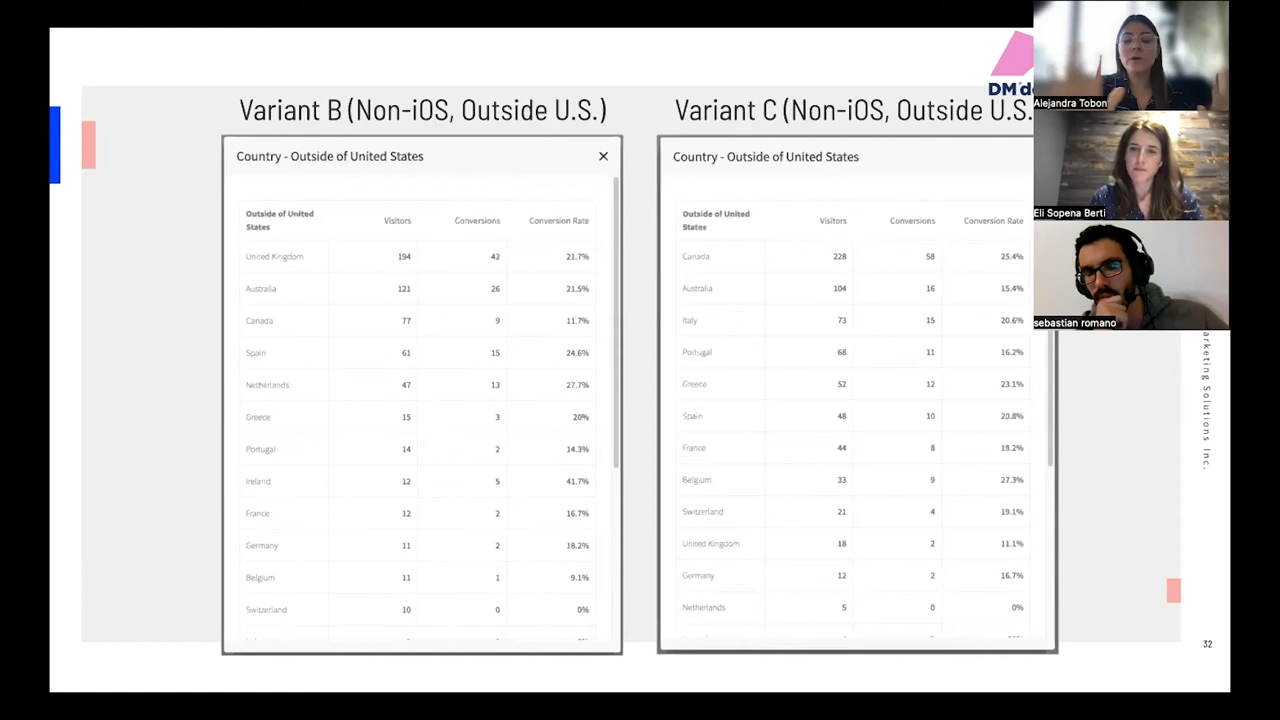 DM
Alejandra Tobon
Variant B (Non-iOS, Outside U.S.)
Variant C (Non-iOS, Outside U.S.
Country - Outside of United States ×
Outside of United
States
Visitors Conversions Conversion Rate
United Kingdom 194 42 21.7%
Australia 121 26 21.5%
Canada 77 9 11.7%
Spain 61 15 24.6%
Netherlands 47 13 27.7%
Greece 15 3 20%
Portugal 14 2 14.3%
Ireland 12 5 41.7%
France 12 2 16.7%
Germany 11 2 18.2%
Belgium 11 1 9.1%
Switzerland 10 0 0%
Country - Outside of United States
Outside of United
States
Visitors Conversions Conversion Rate
Canada 228 58 25.4%
Australia 104 16 15.4%
Italy 73 15 20.6%
Portugal 68 11 16.2%
Greece 52 12 23.1%
Spain 48 10 20.8%
France 44 8 18.2%
Belgium 33 9 27.3%
Switzerland 21 4 19.1%
United Kingdom 18 2 11.1%
Germany 12 2 16.7%
Netherlands 5 0 0%
Eli Sopena Berti
sebastian romano
arketing Solutions Inc.
32